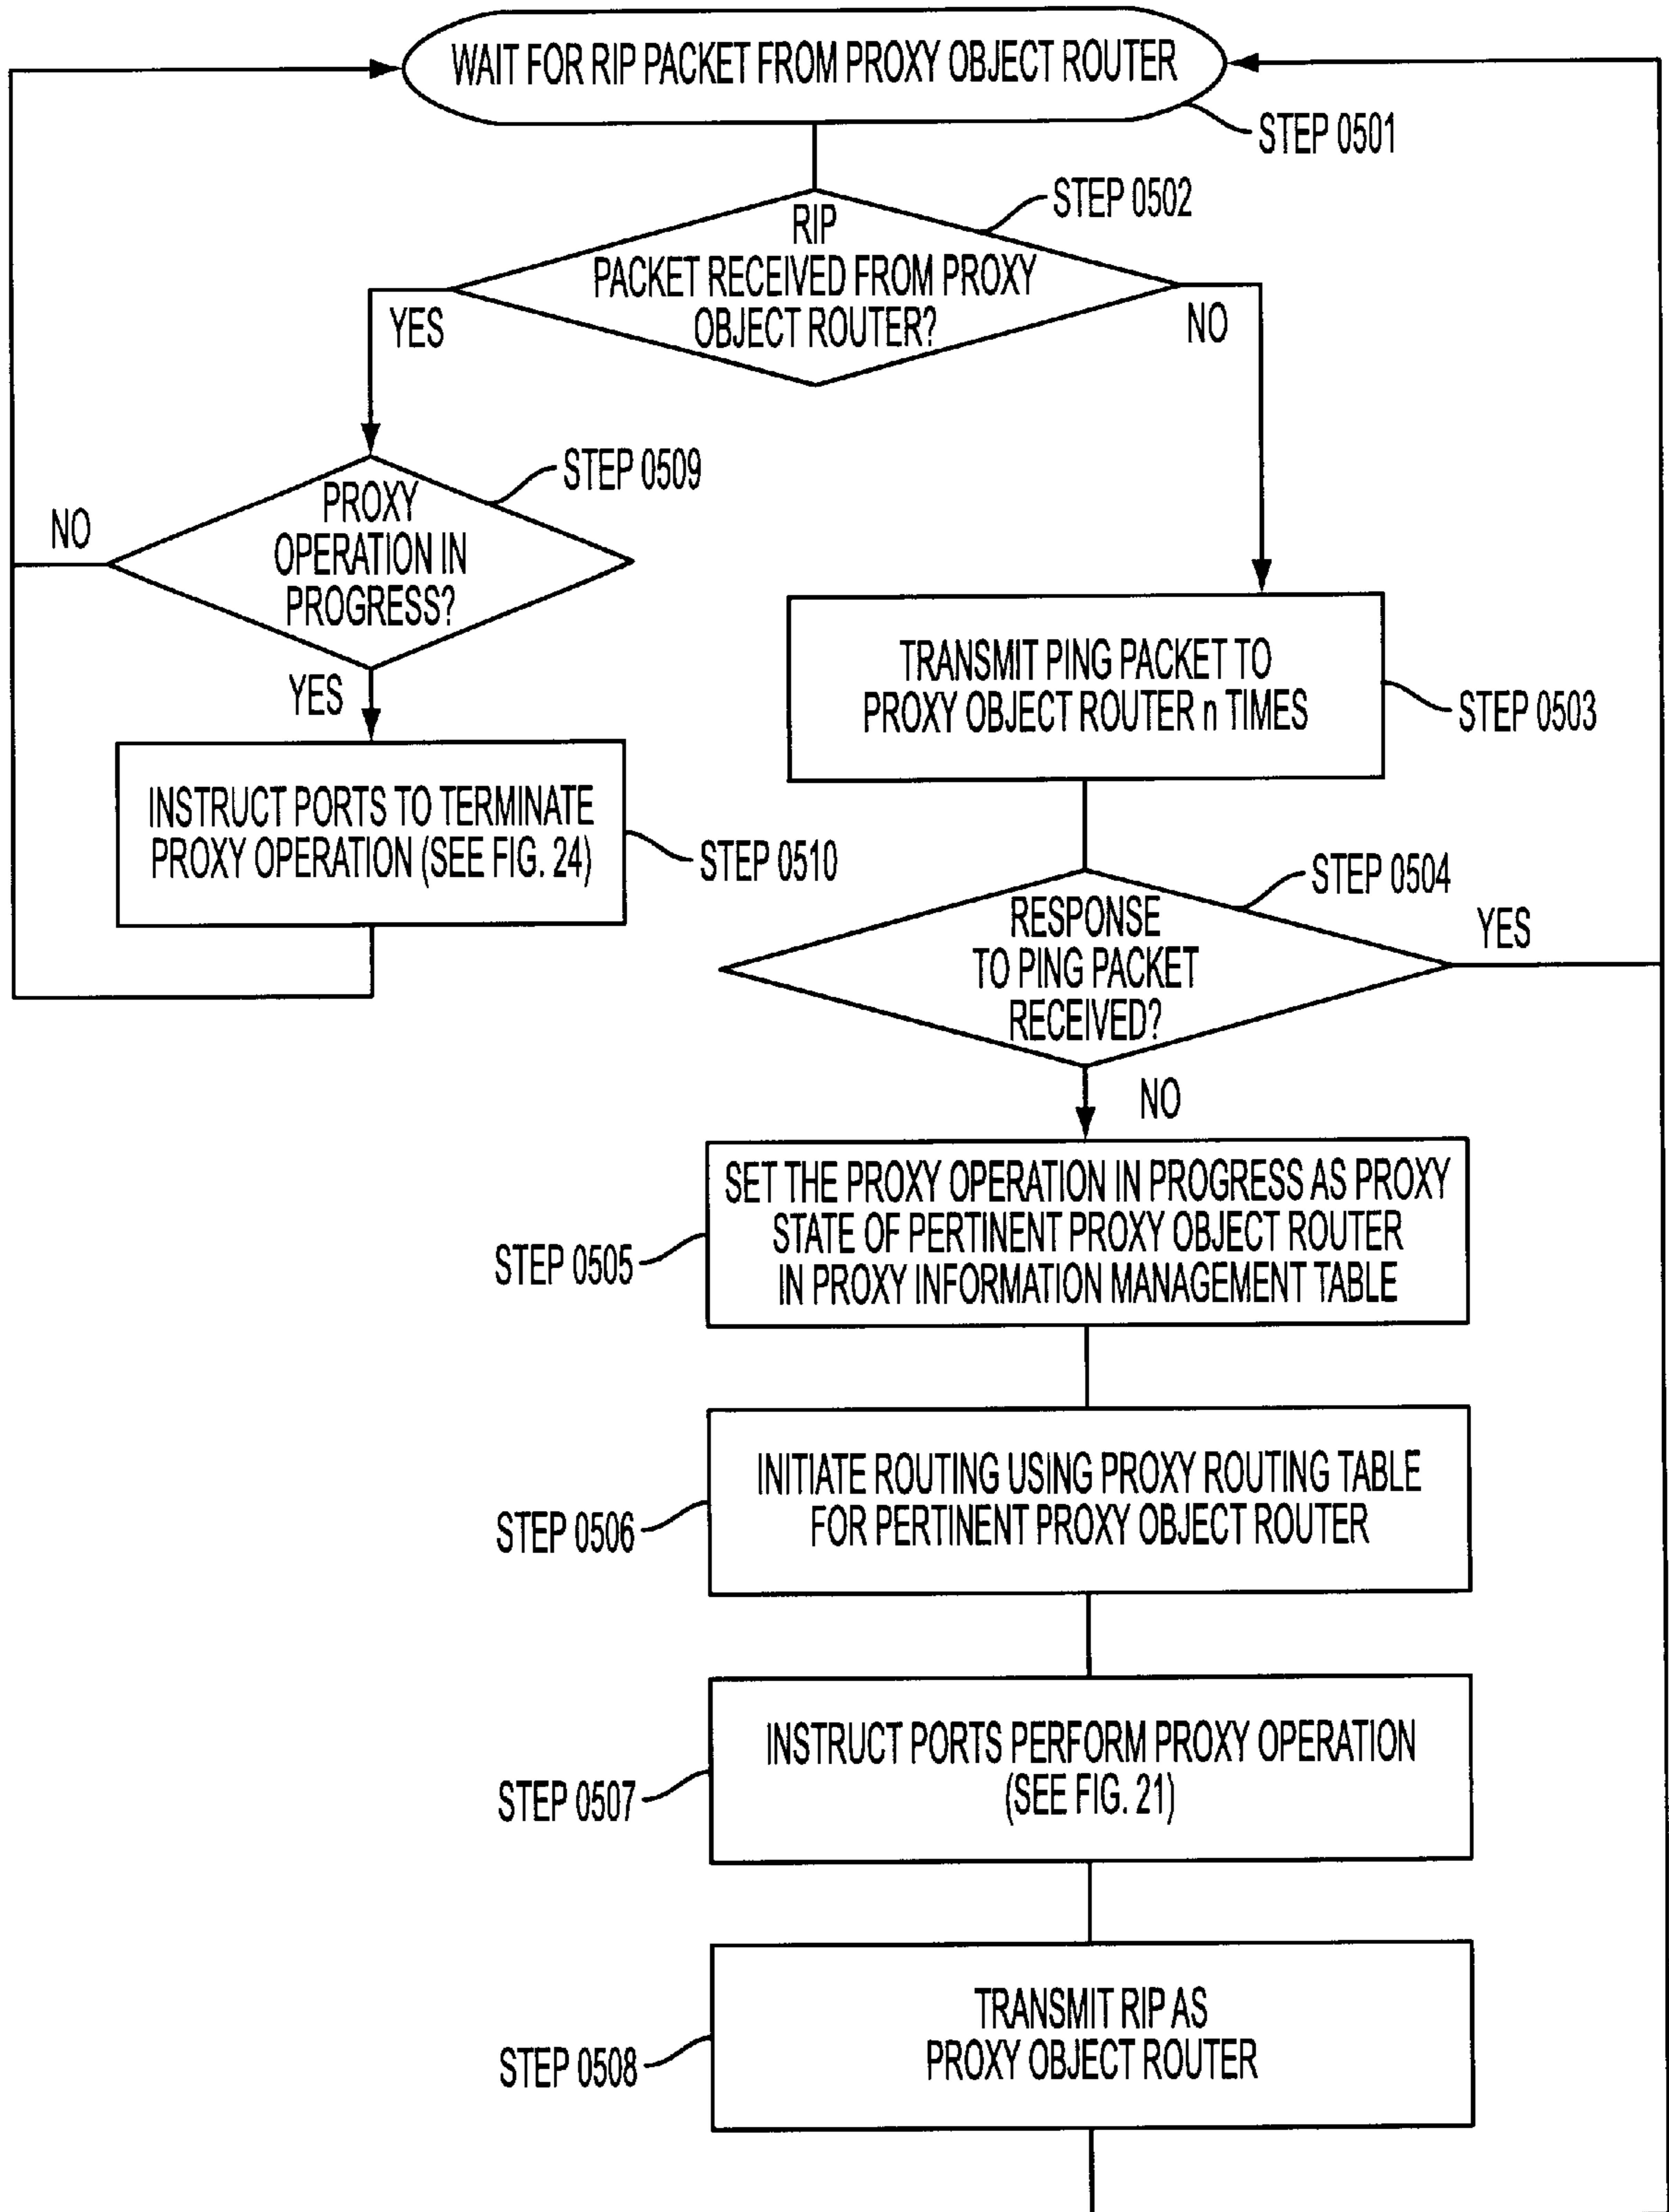 WAIT FOR RIP PACKET FROM PROXY OBJECT ROUTER
STEP 0501
STEP 0502
RIP
PACKET RECEIVED FROM PROXY
OBJECT ROUTER?
YES
NO
STEP 0509
PROXY
OPERATION IN
PROGRESS?
NO
YES
TRANSMIT PING PACKET TO
PROXY OBJECT ROUTER n TIMES
STEP 0503
INSTRUCT PORTS TO TERMINATE
PROXY OPERATION (SEE FIG. 24)
STEP 0510
STEP 0504
RESPONSE
TO PING PACKET
RECEIVED?
YES
NO
SET THE PROXY OPERATION IN PROGRESS AS PROXY
STATE OF PERTINENT PROXY OBJECT ROUTER
IN PROXY INFORMATION MANAGEMENT TABLE
STEP 0505
INITIATE ROUTING USING PROXY ROUTING TABLE
FOR PERTINENT PROXY OBJECT ROUTER
STEP 0506
INSTRUCT PORTS PERFORM PROXY OPERATION
(SEE FIG. 21)
STEP 0507
TRANSMIT RIP AS
PROXY OBJECT ROUTER
STEP 0508